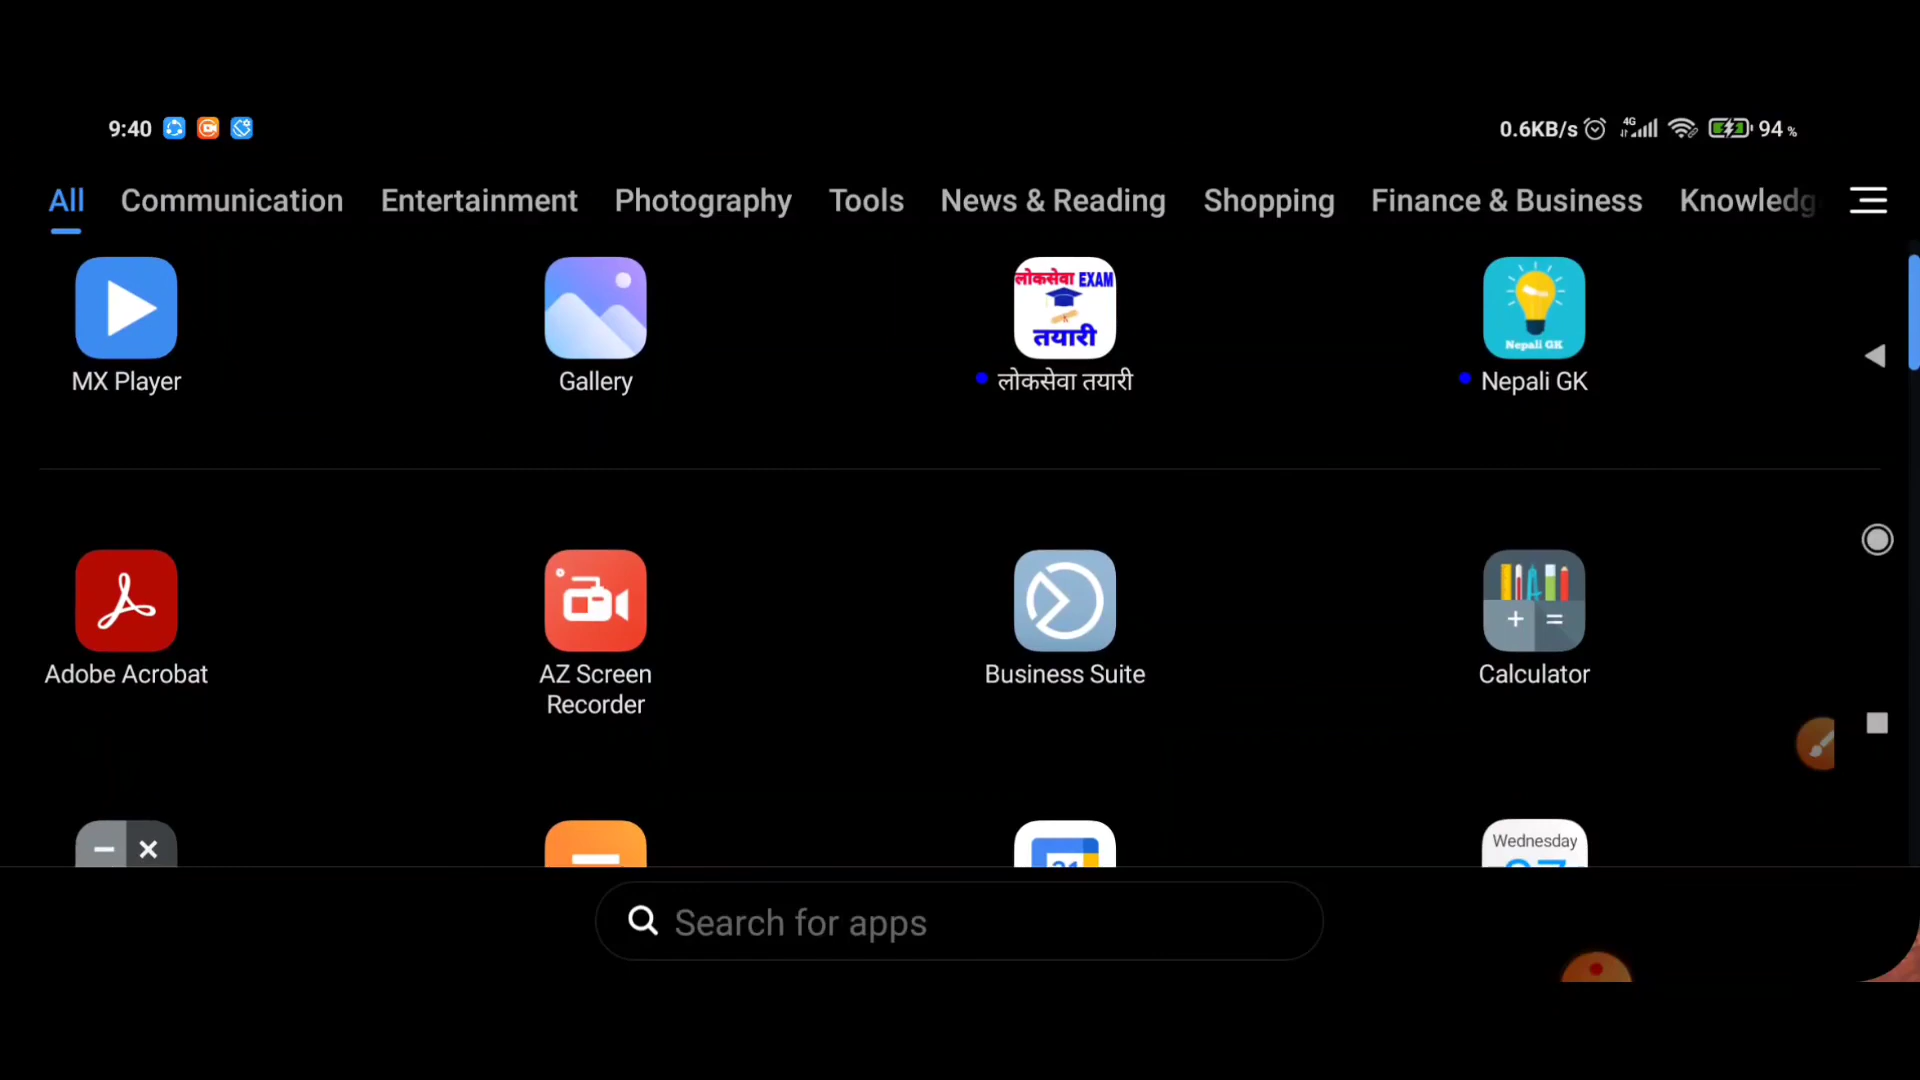 9:40 0.6KB/s 4G 94 %
All Communication Entertainment Photography Tools News & Reading Shopping Finance & Business Knowledg
लोकसेवा EXAM
तयारी
Nepali GK
MX Player Gallery लोकसेवा तयारी Nepali GK
+ =
Adobe Acrobat AZ Screen Business Suite Calculator
Recorder
− ×
Wednesday
Search for apps